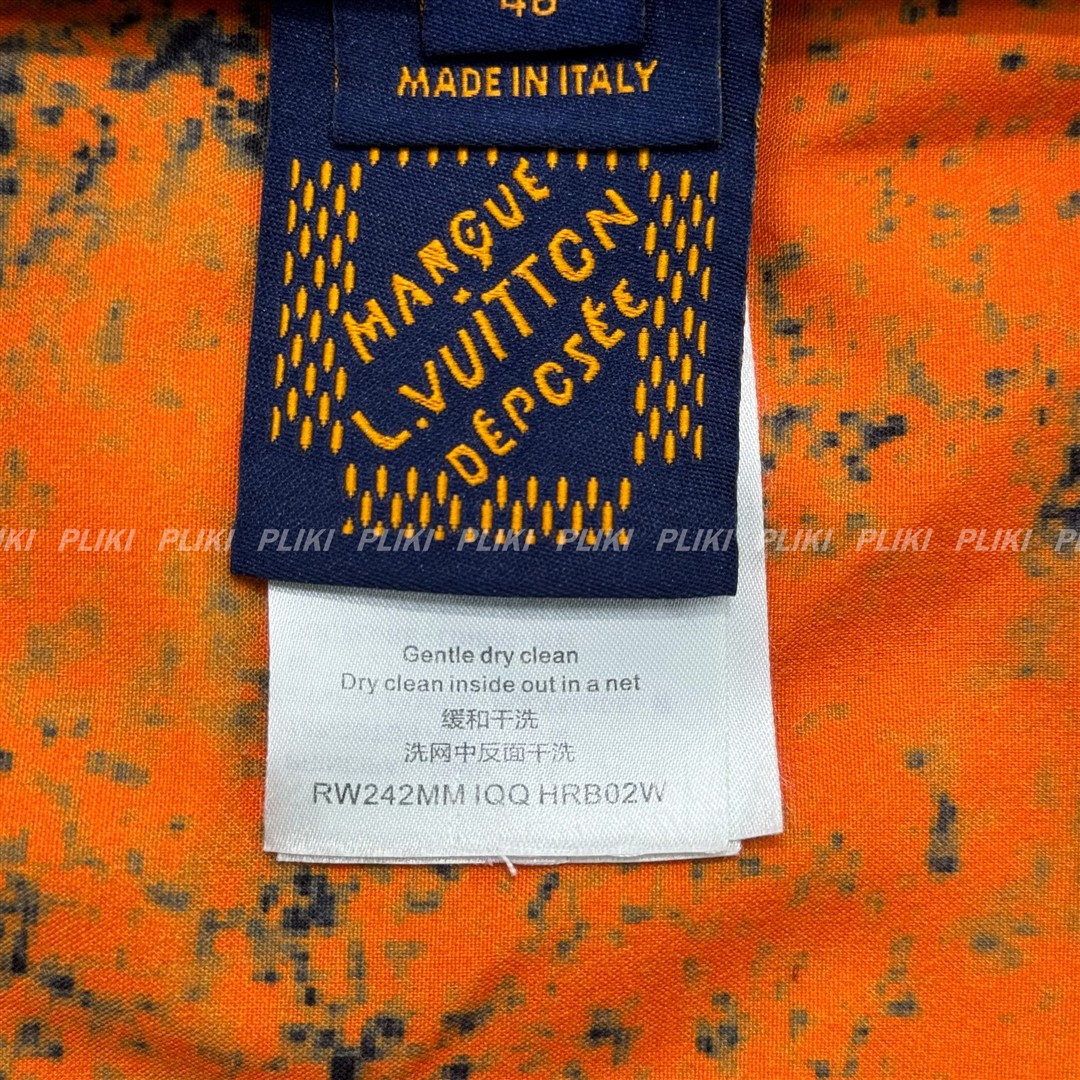 MADE IN ITALY
MARQUE
L.VUITTON
DÉPOSÉE
KI PLIKI PLIKI PLIKI PLIKI PLIKI PLIKI PLIKI PLIKI PLIKI PLIKI PL
Gentle dry clean
Dry clean inside out in a net
缓和干洗
洗网中反面干洗
RW242MM IQQ HRB02W